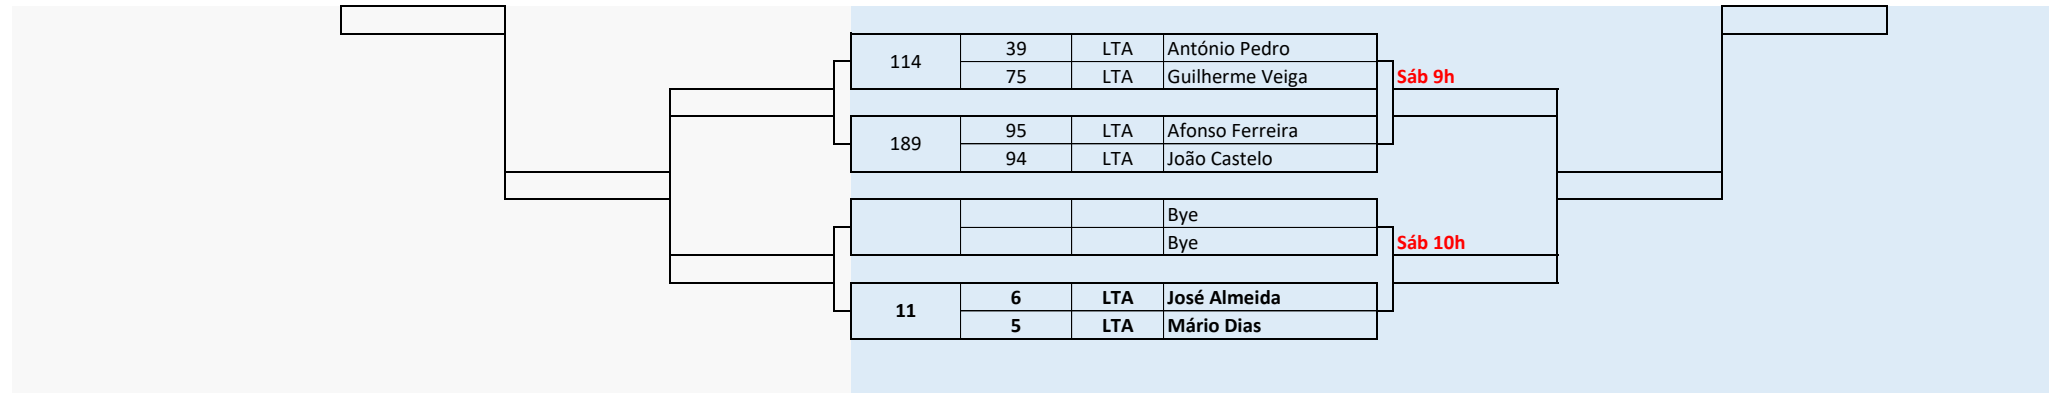 114 39 LTA António Pedro
75 LTA Guilherme Veiga Sáb 9h
189 95 LTA Afonso Ferreira
94 LTA João Castelo
Bye
Bye Sáb 10h
11 6 LTA José Almeida
5 LTA Mário Dias